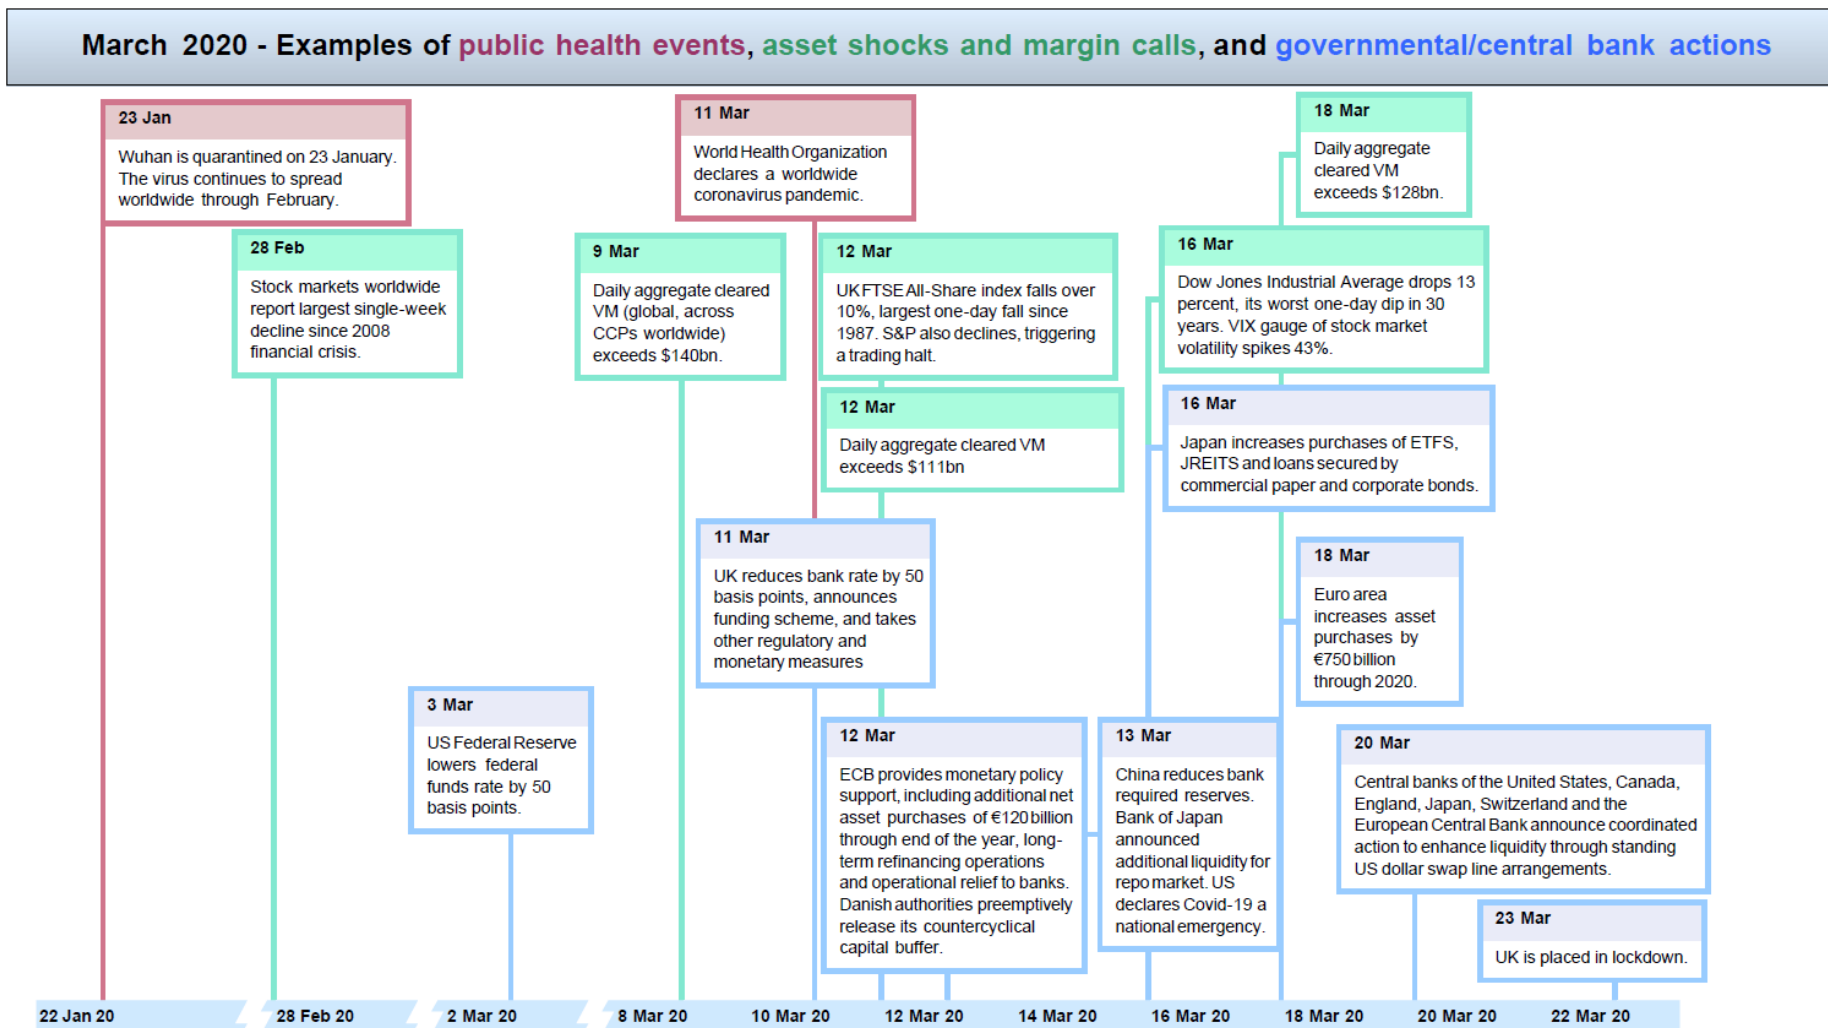 March 2020 - Examples of public health events, asset shocks and margin calls, and governmental/central bank actions
23 Jan
Wuhan is quarantined on 23 January.
The virus continues to spread
worldwide through February.
28 Feb
Stock markets worldwide
report largest single-week
decline since 2008
financial crisis.
3 Mar
US Federal Reserve
lowers federal
funds rate by 50
basis points.
9 Mar
Daily aggregate cleared
VM (global, across
CCPs worldwide)
exceeds $140bn.
11 Mar
World Health Organization
declares a worldwide
coronavirus pandemic.
11 Mar
UK reduces bank rate by 50
basis points, announces
funding scheme, and takes
other regulatory and
monetary measures
12 Mar
UK FTSE All-Share index falls over
10%, largest one-day fall since
1987. S&P also declines, triggering
a trading halt.
12 Mar
Daily aggregate cleared VM
exceeds $111bn
12 Mar
ECB provides monetary policy
support, including additional net
asset purchases of €120 billion
through end of the year, long-
term refinancing operations
and operational relief to banks.
Danish authorities preemptively
release its countercyclical
capital buffer.
13 Mar
China reduces bank
required reserves.
Bank of Japan
announced
additional liquidity for
repo market. US
declares Covid-19 a
national emergency.
16 Mar
Dow Jones Industrial Average drops 13
percent, its worst one-day dip in 30
years. VIX gauge of stock market
volatility spikes 43%.
16 Mar
Japan increases purchases of ETFS,
JREITS and loans secured by
commercial paper and corporate bonds.
18 Mar
Daily aggregate
cleared VM
exceeds $128bn.
18 Mar
Euro area
increases asset
purchases by
€750 billion
through 2020.
20 Mar
Central banks of the United States, Canada,
England, Japan, Switzerland and the
European Central Bank announce coordinated
action to enhance liquidity through standing
US dollar swap line arrangements.
23 Mar
UK is placed in lockdown.
22 Jan 20
28 Feb 20
2 Mar 20
8 Mar 20
10 Mar 20
12 Mar 20
14 Mar 20
16 Mar 20
18 Mar 20
20 Mar 20
22 Mar 20